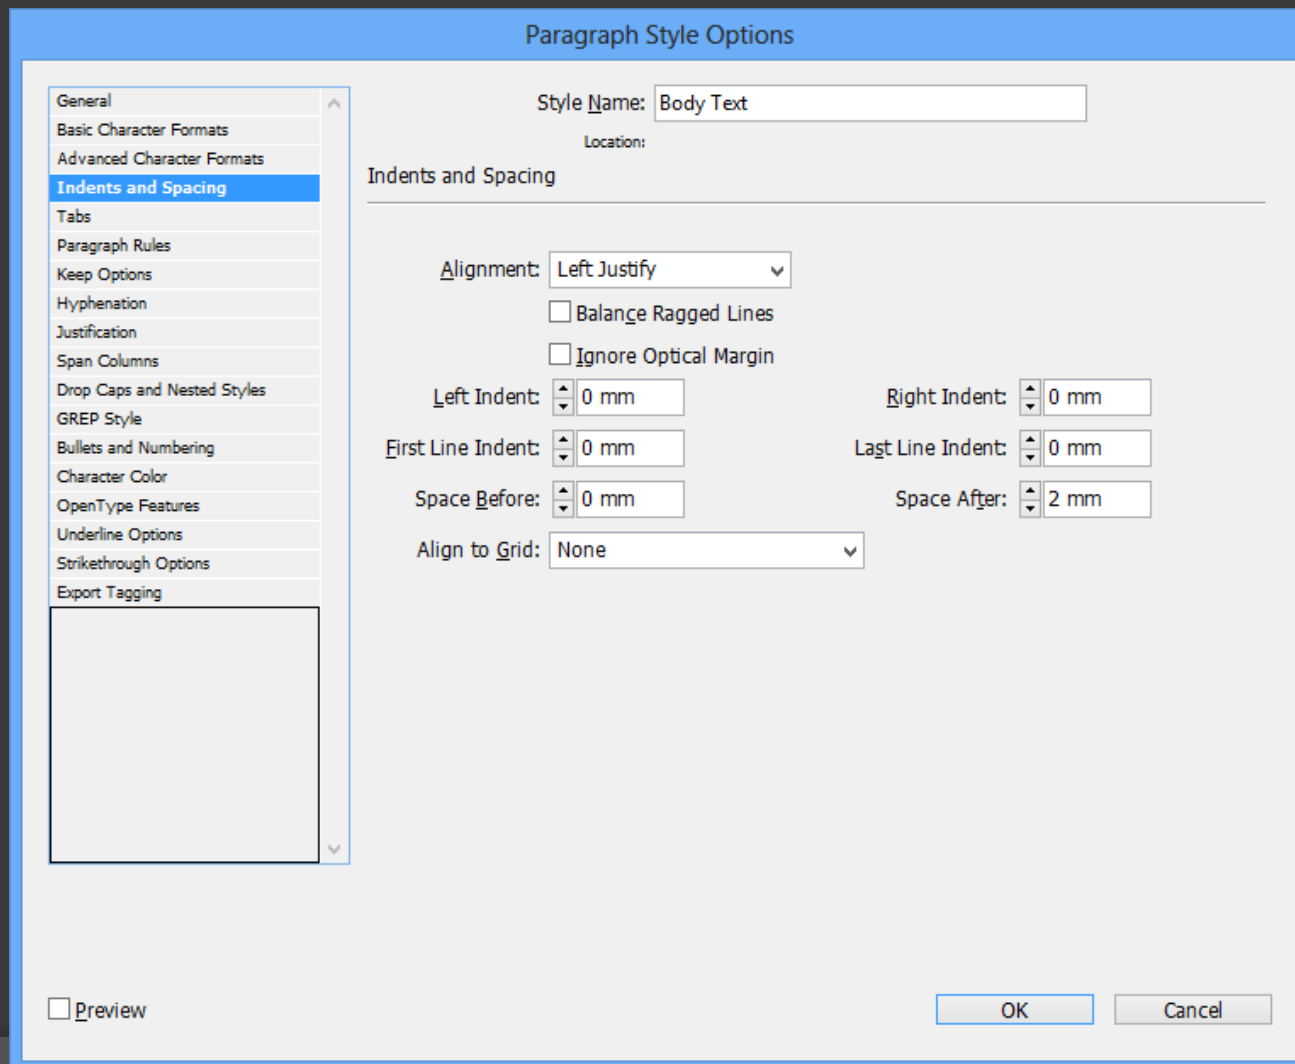 Paragraph Style Options
General
Basic Character Formats
Advanced Character Formats
Indents and Spacing
Tabs
Paragraph Rules
Keep Options
Hyphenation
Justification
Span Columns
Drop Caps and Nested Styles
GREP Style
Bullets and Numbering
Character Color
OpenType Features
Underline Options
Strikethrough Options
Export Tagging
Style Name: Body Text
Location:
Indents and Spacing
Alignment: Left Justify
Balance Ragged Lines
Ignore Optical Margin
Left Indent: 0 mm Right Indent: 0 mm
First Line Indent: 0 mm Last Line Indent: 0 mm
Space Before: 0 mm Space After: 2 mm
Align to Grid: None
Preview OK Cancel